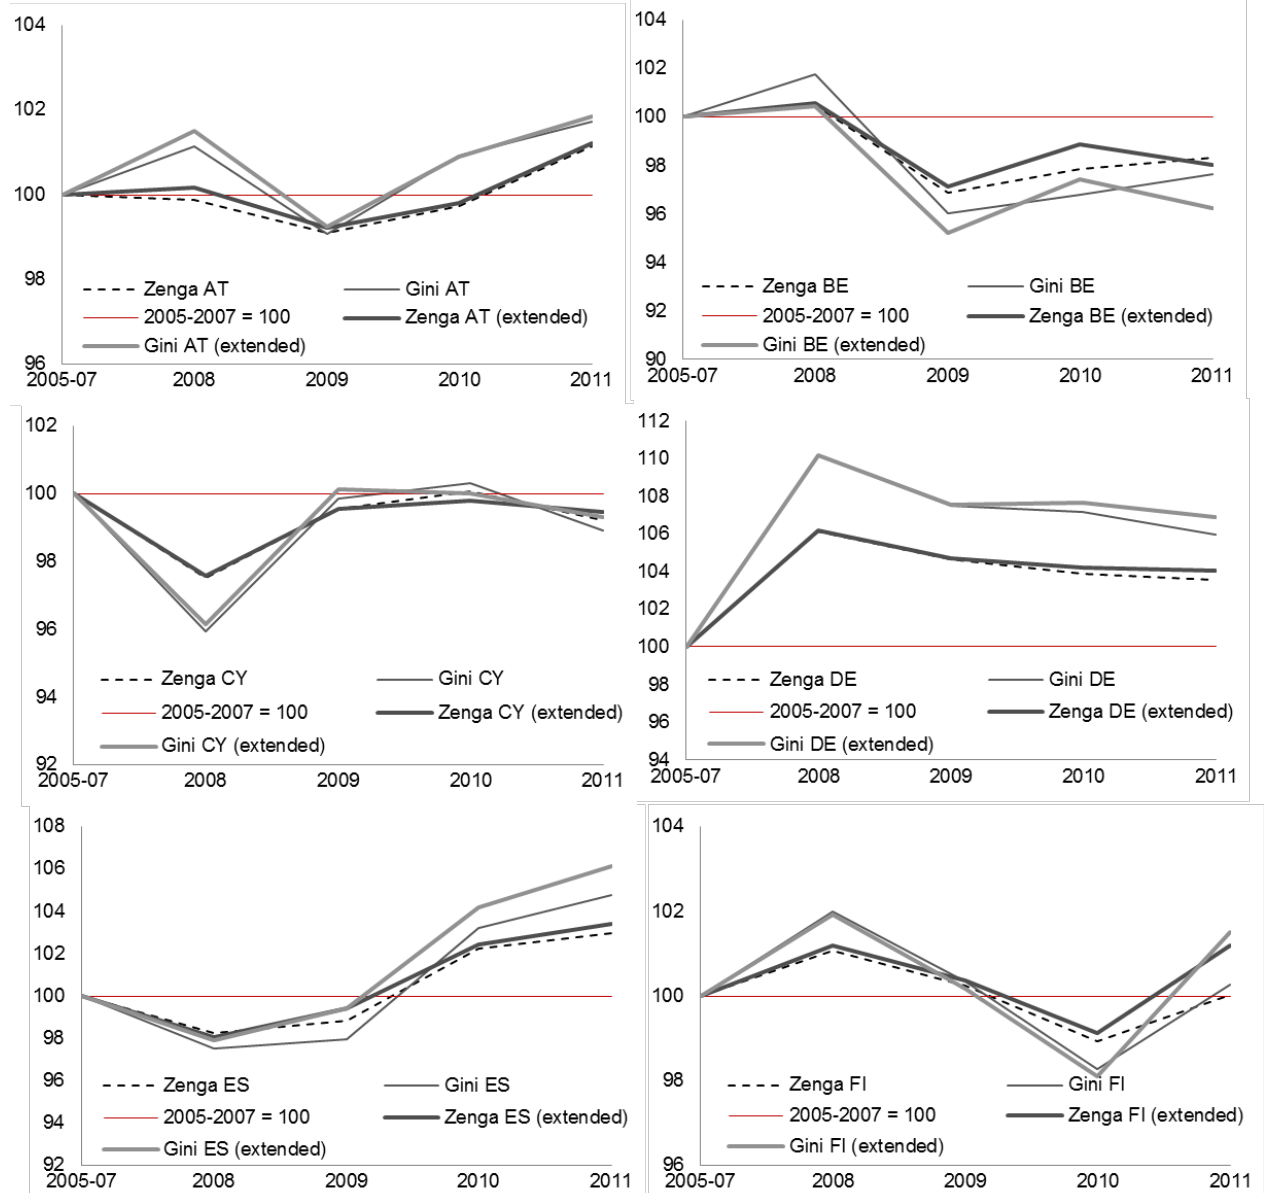 104
102
100
98
96
Zenga AT
Gini AT
2005-2007 = 100
Zenga AT (extended)
Gini AT (extended)
2005-07 2008 2009 2010 2011
104
102
100
98
96
94
92
90
Zenga BE
Gini BE
2005-2007 = 100
Zenga BE (extended)
Gini BE (extended)
2005-07 2008 2009 2010 2011
102
100
98
96
94
92
Zenga CY
Gini CY
2005-2007 = 100
Zenga CY (extended)
Gini CY (extended)
2005-07 2008 2009 2010 2011
112
110
108
106
104
102
100
98
96
94
Zenga DE
Gini DE
2005-2007 = 100
Zenga DE (extended)
Gini DE (extended)
2005-07 2008 2009 2010 2011
108
106
104
102
100
98
96
94
92
Zenga ES
Gini ES
2005-2007 = 100
Zenga ES (extended)
Gini ES (extended)
2005-07 2008 2009 2010 2011
104
102
100
98
96
Zenga FI
Gini FI
2005-2007 = 100
Zenga FI (extended)
Gini FI (extended)
2005-07 2008 2009 2010 2011